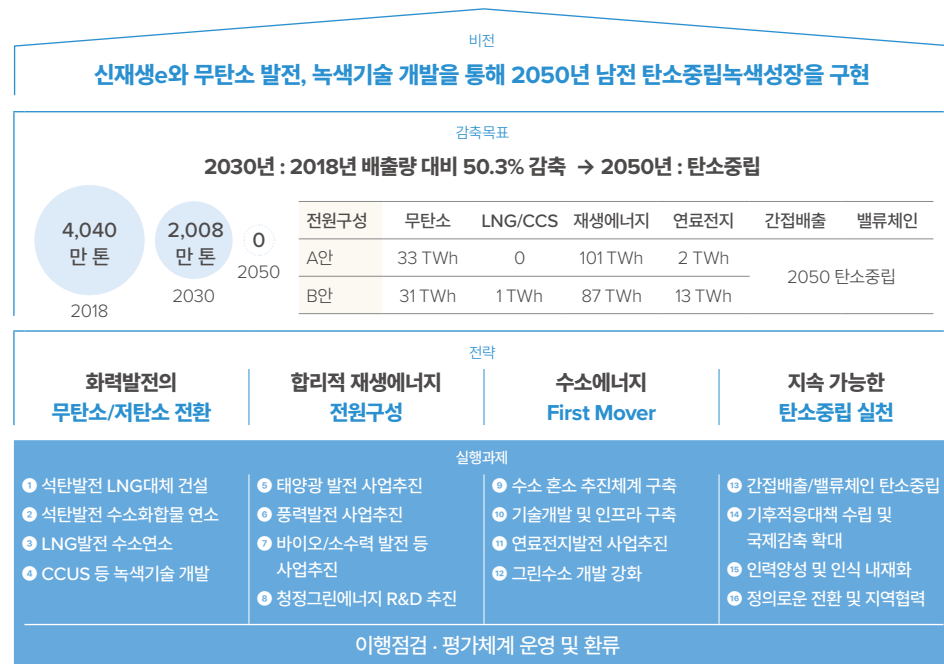 비전
신재생e와 무탄소 발전, 녹색기술 개발을 통해 2050년 남전 탄소중립녹색성장을 구현
감축목표
2030년 : 2018년 배출량 대비 50.3% 감축 → 2050년 : 탄소중립
4,040
만 톤
2018
2,008
만 톤
2030
0
2050
전원구성 무탄소 LNG/CCS 재생에너지 연료전지 간접배출 밸류체인
A안 33 TWh 0 101 TWh 2 TWh
B안 31 TWh 1 TWh 87 TWh 13 TWh
2050 탄소중립
전략
화력발전의
무탄소/저탄소 전환
합리적 재생에너지
전원구성
수소에너지
First Mover
지속 가능한
탄소중립 실천
실행과제
1 석탄발전 LNG대체 건설
2 석탄발전 수소화합물 연소
3 LNG발전 수소연소
4 CCUS 등 녹색기술 개발
5 태양광 발전 사업추진
6 풍력발전 사업추진
7 바이오/소수력 발전 등
사업추진
8 청정그린에너지 R&D 추진
9 수소 혼소 추진체계 구축
10 기술개발 및 인프라 구축
11 연료전지발전 사업추진
12 그린수소 개발 강화
13 간접배출/밸류체인 탄소중립
14 기후적응대책 수립 및
국제감축 확대
15 인력양성 및 인식 내재화
16 정의로운 전환 및 지역협력
이행점검 · 평가체계 운영 및 환류